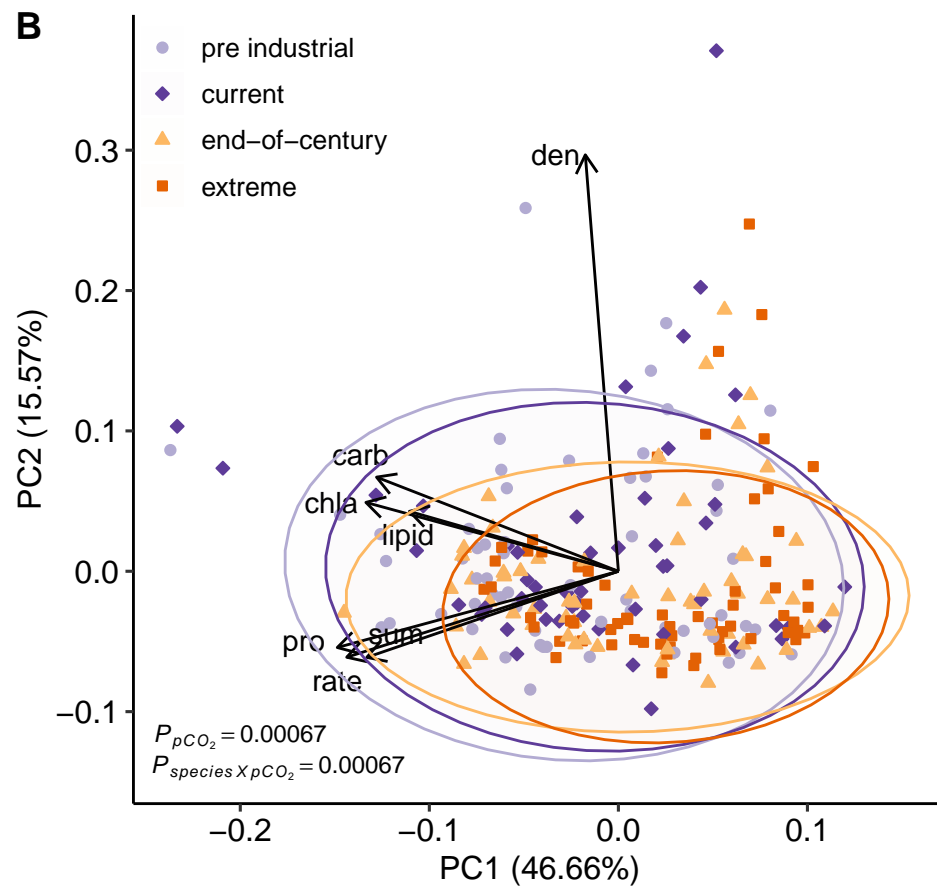 B
pre industrial
current
end−of−century
extreme
PC2 (15.57%)
0.3
0.2
0.1
0.0
−0.1
den
carb
chla
lipid
pro
sum
rate
P pCO₂ = 0.00067
P species X pCO₂ = 0.00067
−0.2
−0.1
0.0
0.1
PC1 (46.66%)